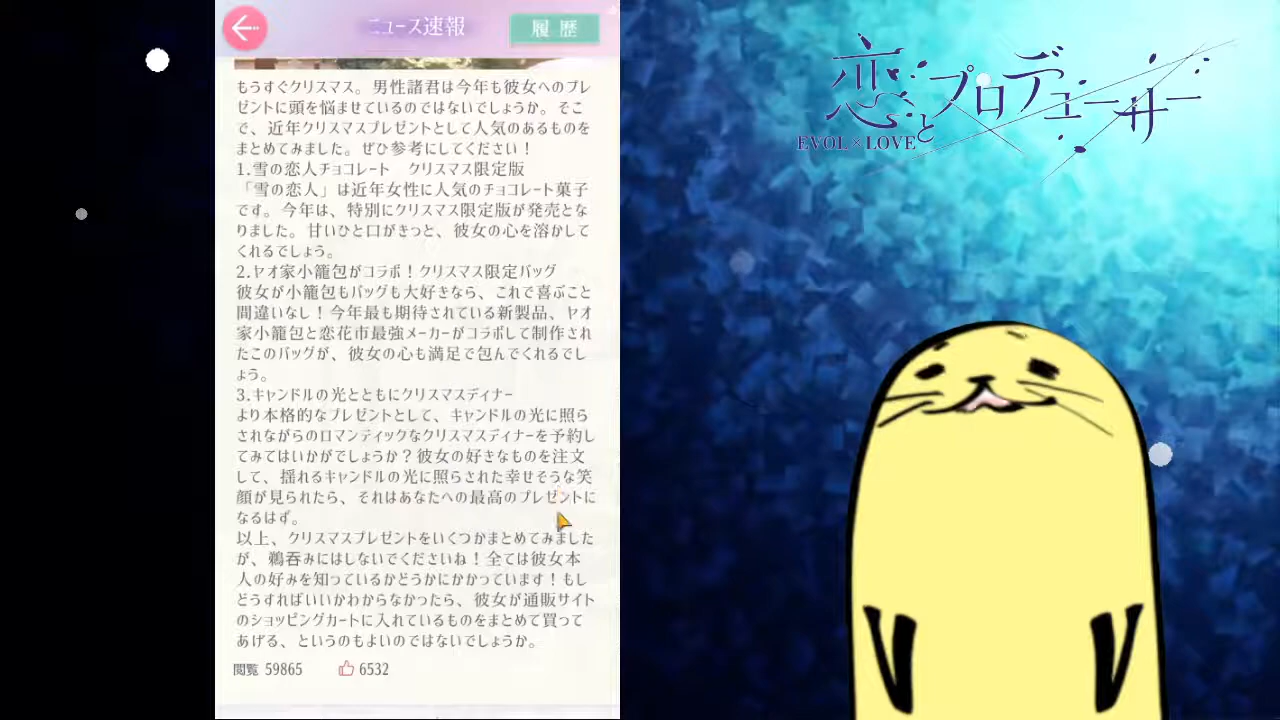 ニュース速報
履歴
もうすぐクリスマス。男性諸君は今年も彼女へのプレ
ゼントに頭を悩ませているのではないでしょうか。そこ
で、近年クリスマスプレゼントとして人気のあるものを
まとめてみました。ぜひ参考にしてください！
1.雪の恋人チョコレート　クリスマス限定版
「雪の恋人」は近年女性に人気のチョコレート菓子
です。今年は、特別にクリスマス限定版が発売とな
りました。甘いひと口がきっと、彼女の心を溶かして
くれるでしょう。
2.ヤオ家小籠包がコラボ！クリスマス限定バッグ
彼女が小籠包もバッグも大好きなら、これで喜ぶこと
間違いなし！今年最も期待されている新製品、ヤオ
家小籠包と恋花市最強メーカーがコラボして制作され
たこのバッグが、彼女の心も満足で包んでくれるでし
ょう。
3.キャンドルの光とともにクリスマスディナー
より本格的なプレゼントとして、キャンドルの光に照ら
されながらのロマンティックなクリスマスディナーを予約し
てみてはいかがでしょうか？彼女の好きなものを注文
して、揺れるキャンドルの光に照らされた幸せそうな笑
顔が見られたら、それはあなたへの最高のプレゼントに
なるはず。
以上、クリスマスプレゼントをいくつかまとめてみました
が、鵜呑みにはしないでくださいね！全ては彼女本
人の好みを知っているかどうかにかかっています！もし
どうすればいいかわからなかったら、彼女が通販サイト
のショッピングカートに入れているものをまとめて買って
あげる、というのもよいのではないでしょうか。
閲覧 59865
6532
恋とプロデューサー
EVOL×LOVE